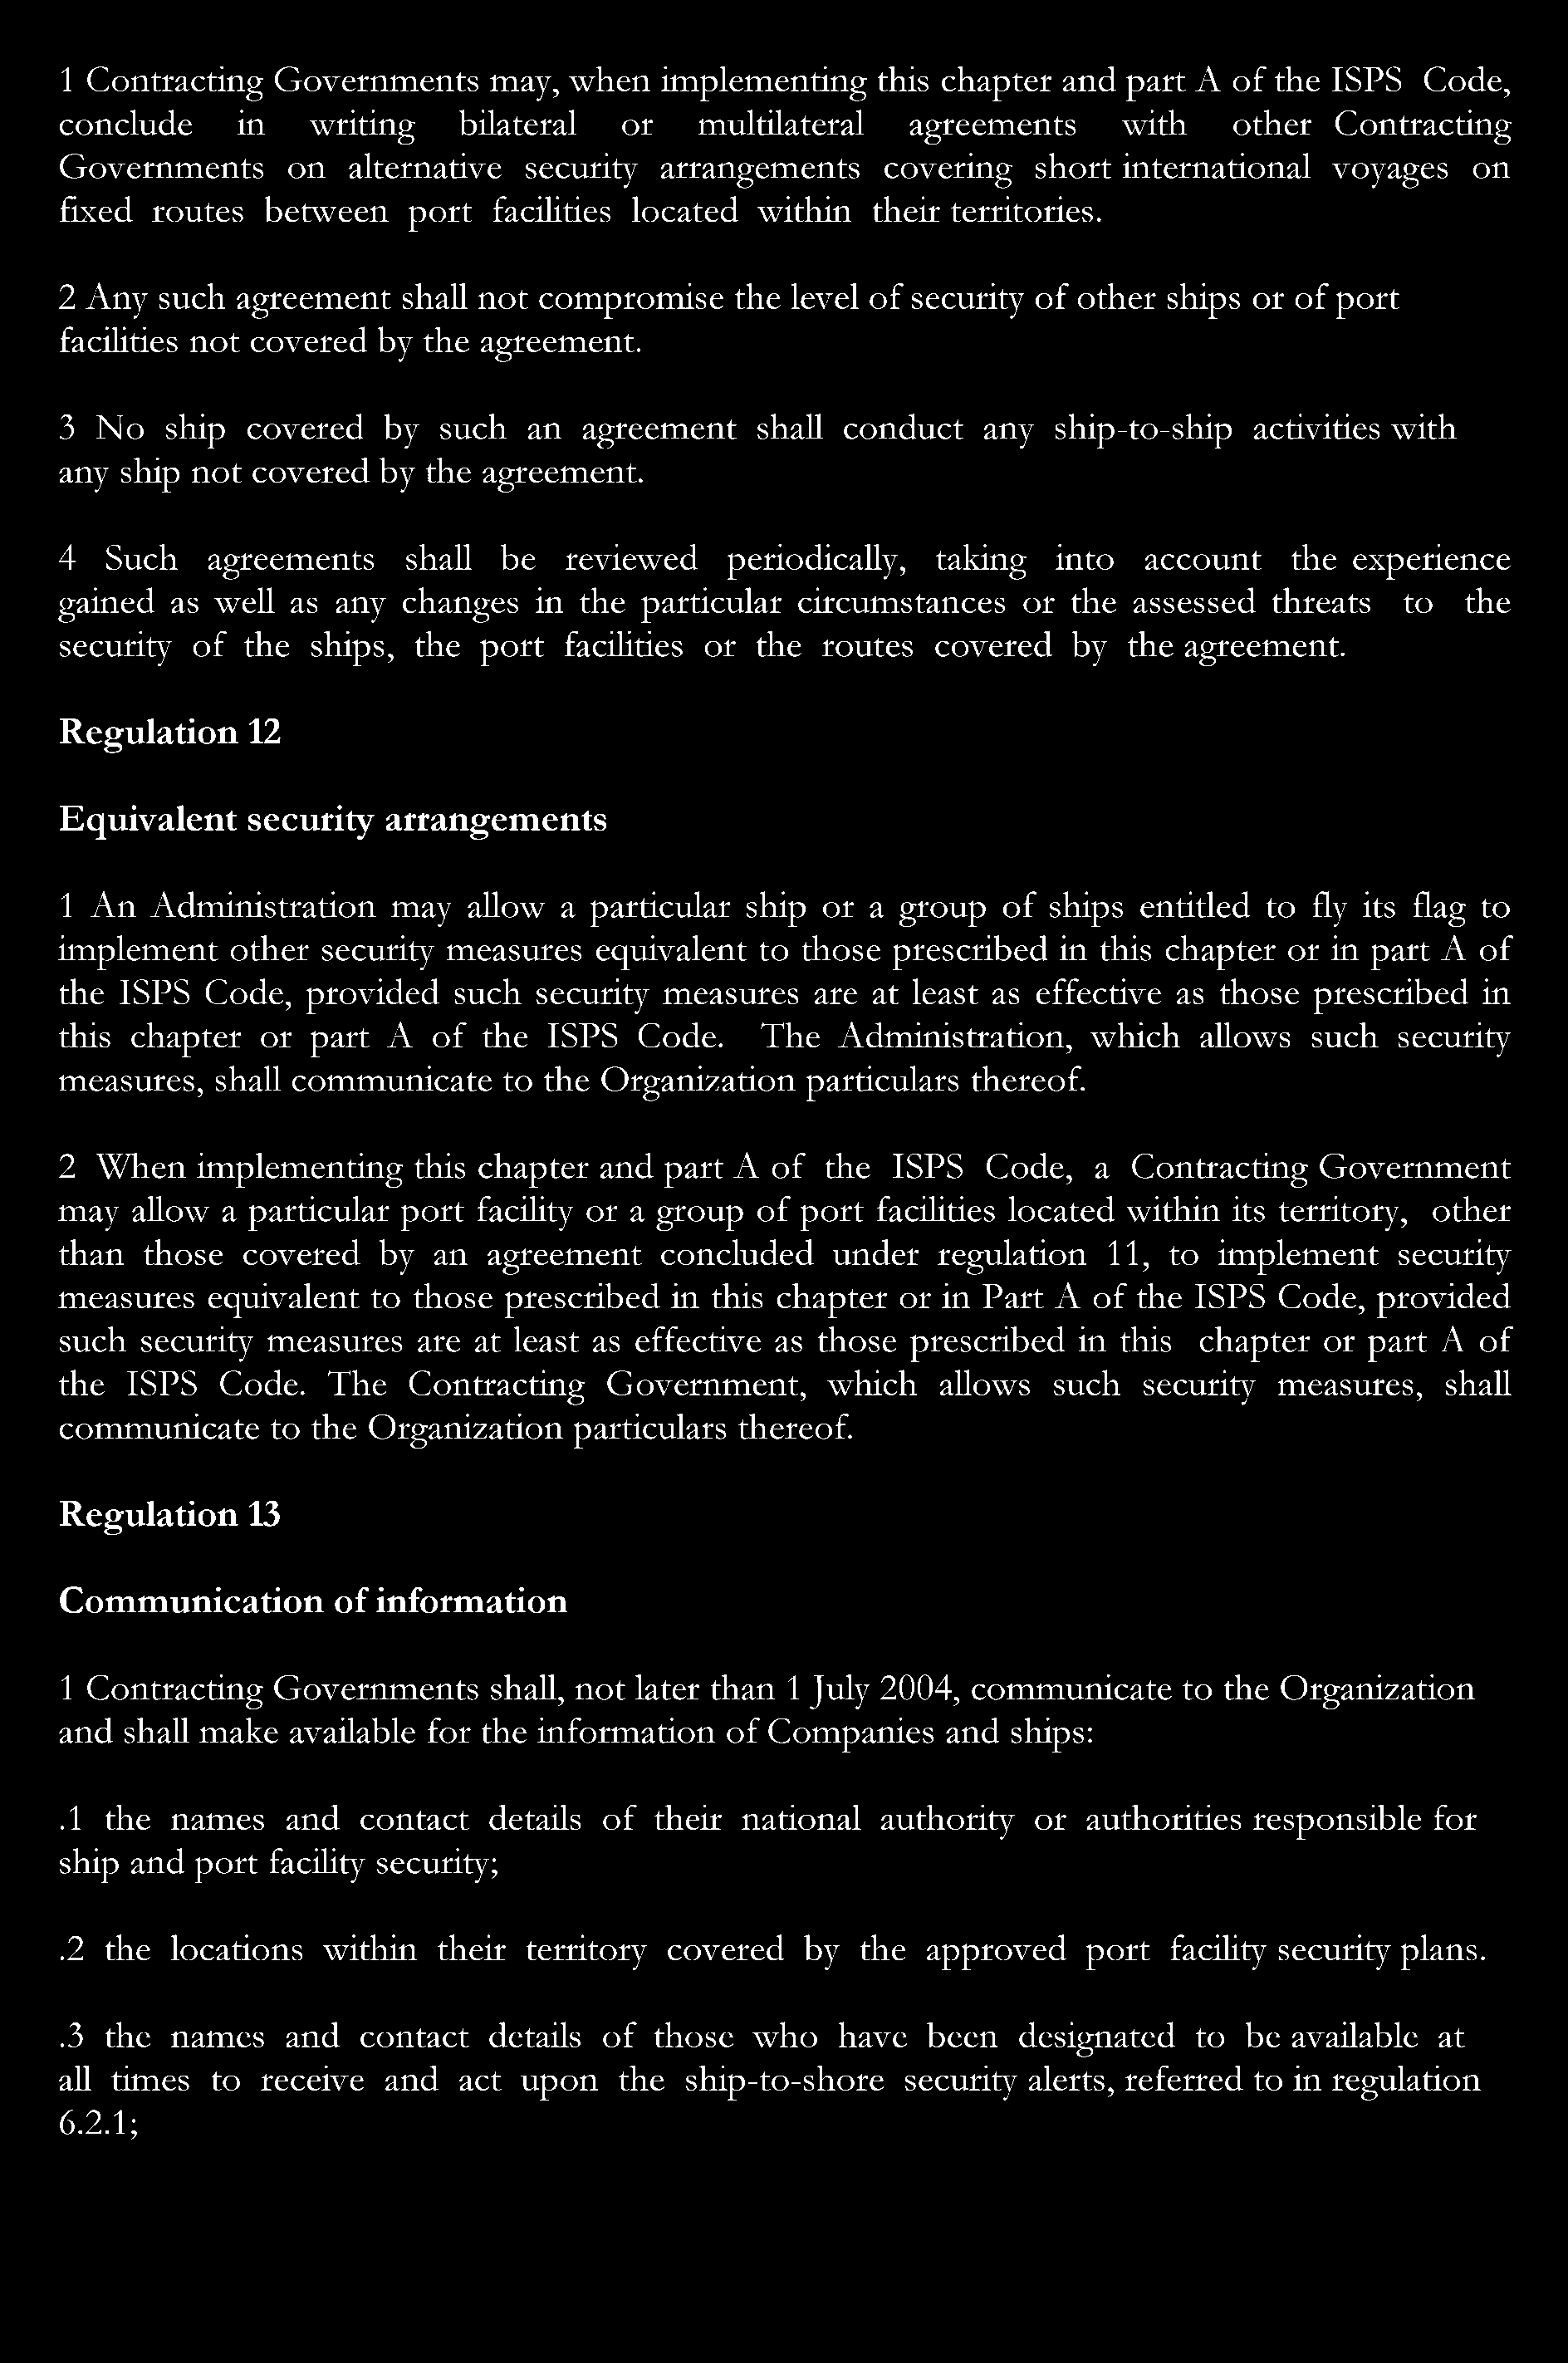 1 Contracting Governments may, when implementing this chapter and part A of the ISPS Code,
conclude in writing bilateral or multilateral agreements with other Contracting
Governments on alternative security arrangements covering short international voyages on
fixed routes between port facilities located within their territories.
2 Any such agreement shall not compromise the level of security of other ships or of port
facilities not covered by the agreement.
3 No ship covered by such an agreement shall conduct any ship-to-ship activities with
any ship not covered by the agreement.
4 Such agreements shall be reviewed periodically, taking into account the experience
gained as well as any changes in the particular circumstances or the assessed threats to the
security of the ships, the port facilities or the routes covered by the agreement.
Regulation 12
Equivalent security arrangements
1 An Administration may allow a particular ship or a group of ships entitled to fly its flag to
implement other security measures equivalent to those prescribed in this chapter or in part A of
the ISPS Code, provided such security measures are at least as effective as those prescribed in
this chapter or part A of the ISPS Code. The Administration, which allows such security
measures, shall communicate to the Organization particulars thereof.
2 When implementing this chapter and part A of the ISPS Code, a Contracting Government
may allow a particular port facility or a group of port facilities located within its territory, other
than those covered by an agreement concluded under regulation 11, to implement security
measures equivalent to those prescribed in this chapter or in Part A of the ISPS Code, provided
such security measures are at least as effective as those prescribed in this chapter or part A of
the ISPS Code. The Contracting Government, which allows such security measures, shall
communicate to the Organization particulars thereof.
Regulation 13
Communication of information
1 Contracting Governments shall, not later than 1 July 2004, communicate to the Organization
and shall make available for the information of Companies and ships:
.1 the names and contact details of their national authority or authorities responsible for
ship and port facility security;
.2 the locations within their territory covered by the approved port facility security plans.
.3 the names and contact details of those who have been designated to be available at
all times to receive and act upon the ship-to-shore security alerts, referred to in regulation
6.2.1;